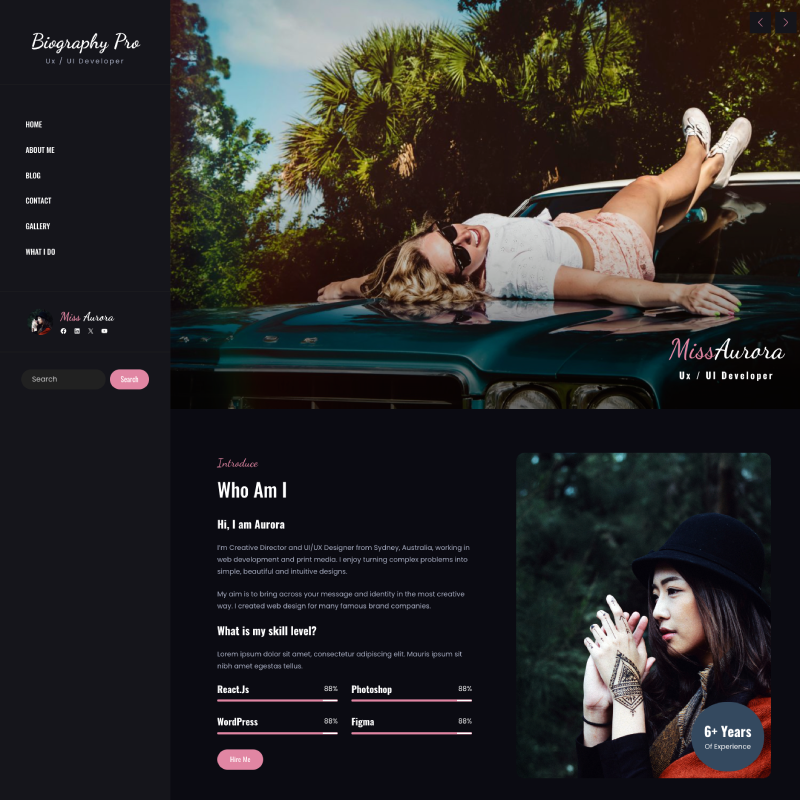 Biography Pro
Ux / UI Developer
HOME
ABOUT ME
BLOG
CONTACT
GALLERY
WHAT I DO
Miss Aurora
Search
Search
MissAurora
Ux / UI Developer
Introduce
Who Am I
Hi, I am Aurora
I'm Creative Director and UI/UX Designer from Sydney, Australia, working in
web development and print media. I enjoy turning complex problems into
simple, beautiful and intuitive designs.
My aim is to bring across your message and identity in the most creative
way. I created web design for many famous brand companies.
What is my skill level?
Lorem ipsum dolor sit amet, consectetur adipiscing elit. Mauris ipsum sit
nibh amet egestas tellus.
React.Js 88%
Photoshop 88%
WordPress 88%
Figma 88%
Hire Me
6+ Years
Of Experience